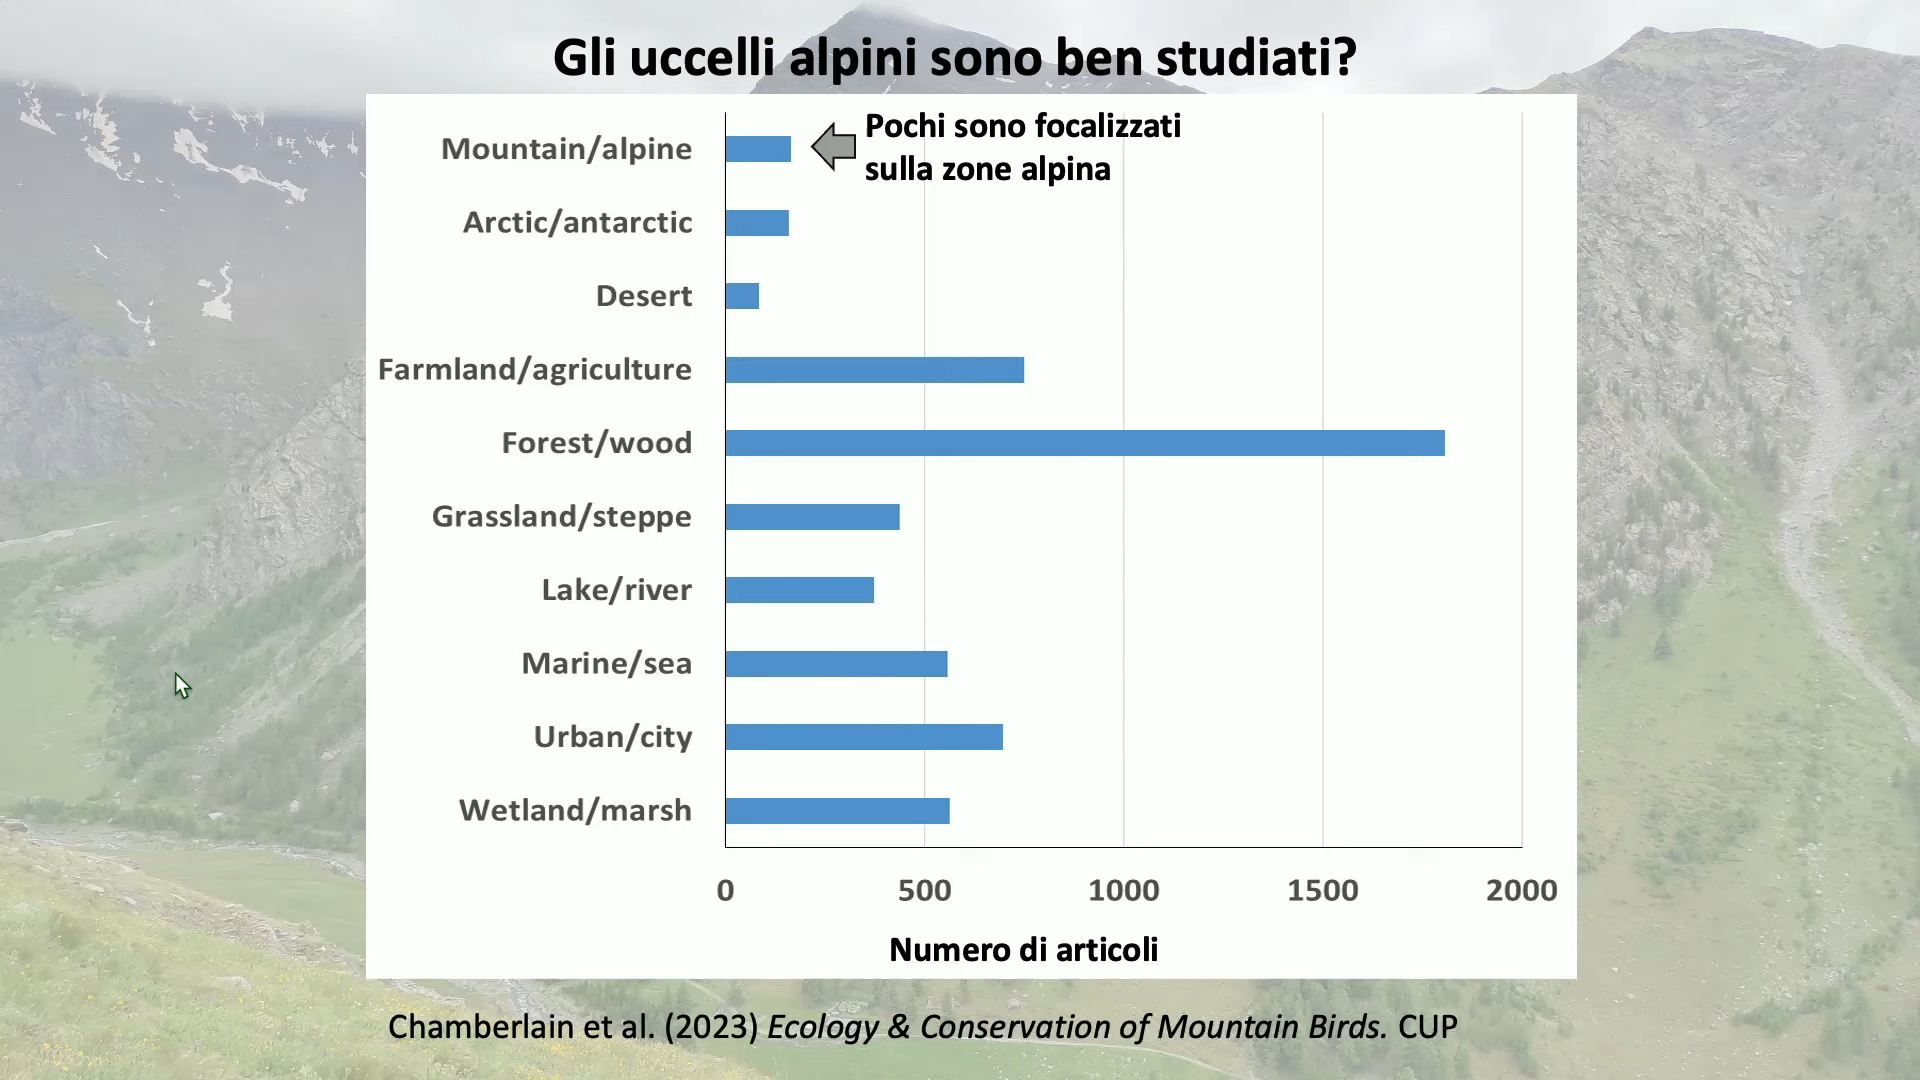 Gli uccelli alpini sono ben studiati?
Mountain/alpine
Pochi sono focalizzati
sulla zone alpina
Arctic/antarctic
Desert
Farmland/agriculture
Forest/wood
Grassland/steppe
Lake/river
Marine/sea
Urban/city
Wetland/marsh
0 500 1000 1500 2000
Numero di articoli
Chamberlain et al. (2023) Ecology & Conservation of Mountain Birds. CUP